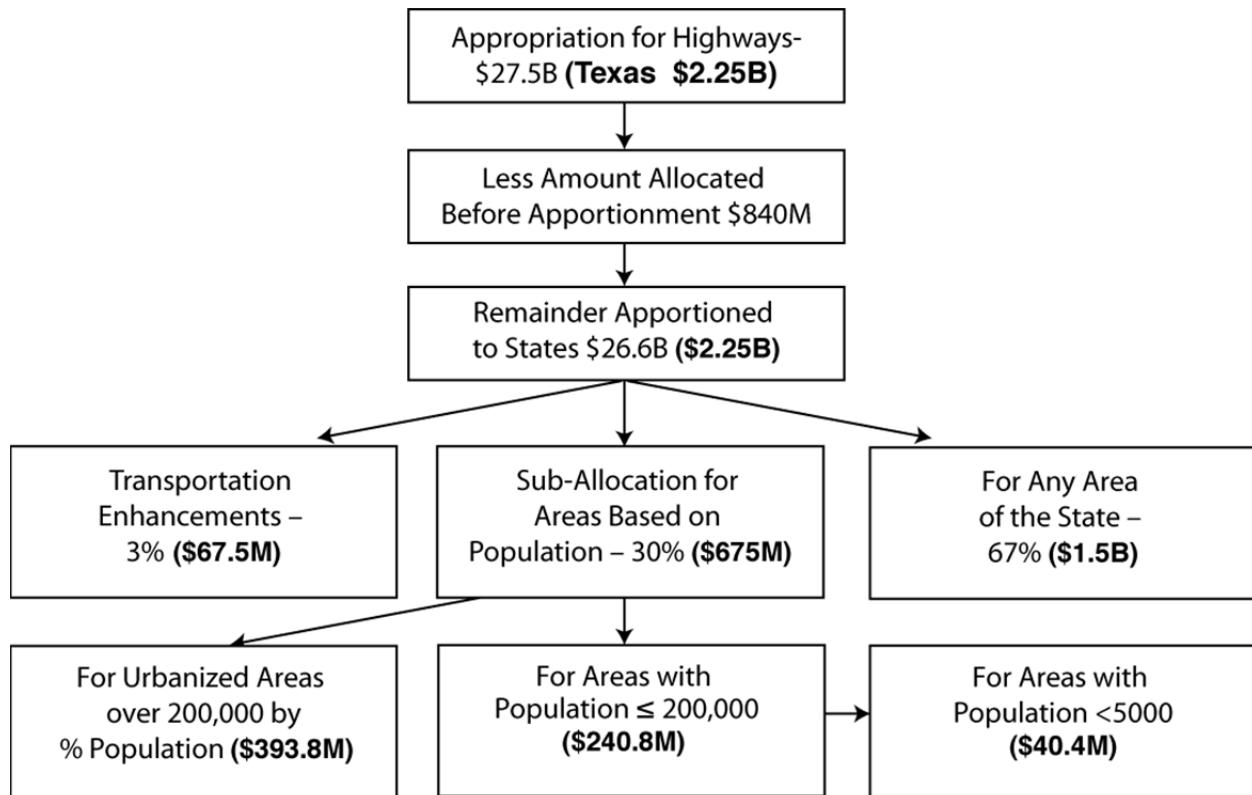 Appropriation for Highways-
$27.5B (Texas $2.25B)
Less Amount Allocated
Before Apportionment $840M
Remainder Apportioned
to States $26.6B ($2.25B)
Transportation
Enhancements –
3% ($67.5M)
Sub-Allocation for
Areas Based on
Population – 30% ($675M)
For Any Area
of the State –
67% ($1.5B)
For Urbanized Areas
over 200,000 by
% Population ($393.8M)
For Areas with
Population ≤ 200,000
($240.8M)
For Areas with
Population <5000
($40.4M)